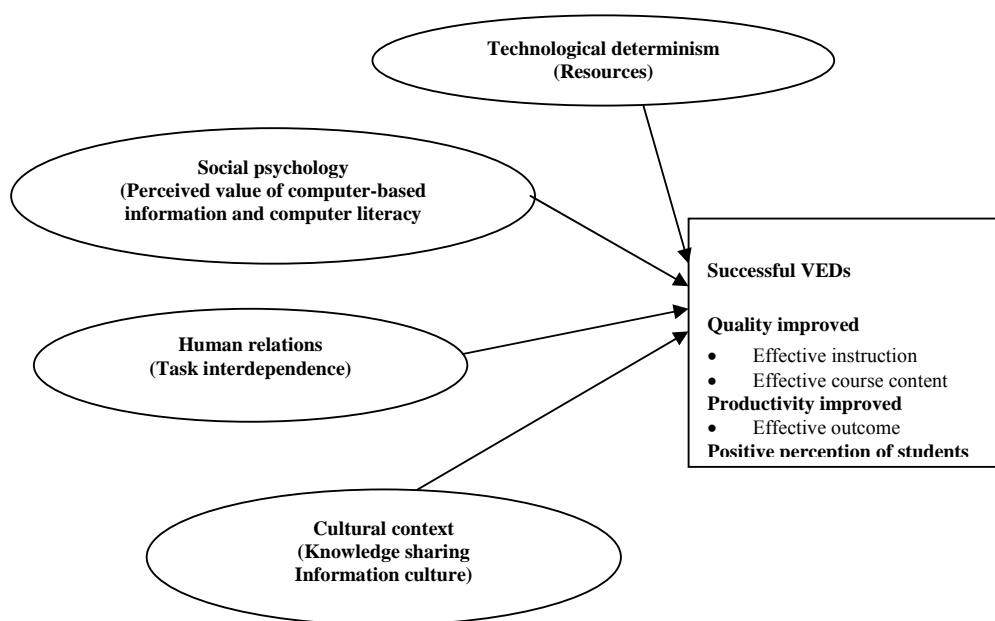 Technological determinism
(Resources)
Social psychology
(Perceived value of computer-based
information and computer literacy
Human relations
(Task interdependence)
Cultural context
(Knowledge sharing
Information culture)
Successful VEDs
Quality improved
• Effective instruction
• Effective course content
Productivity improved
• Effective outcome
Positive perception of students